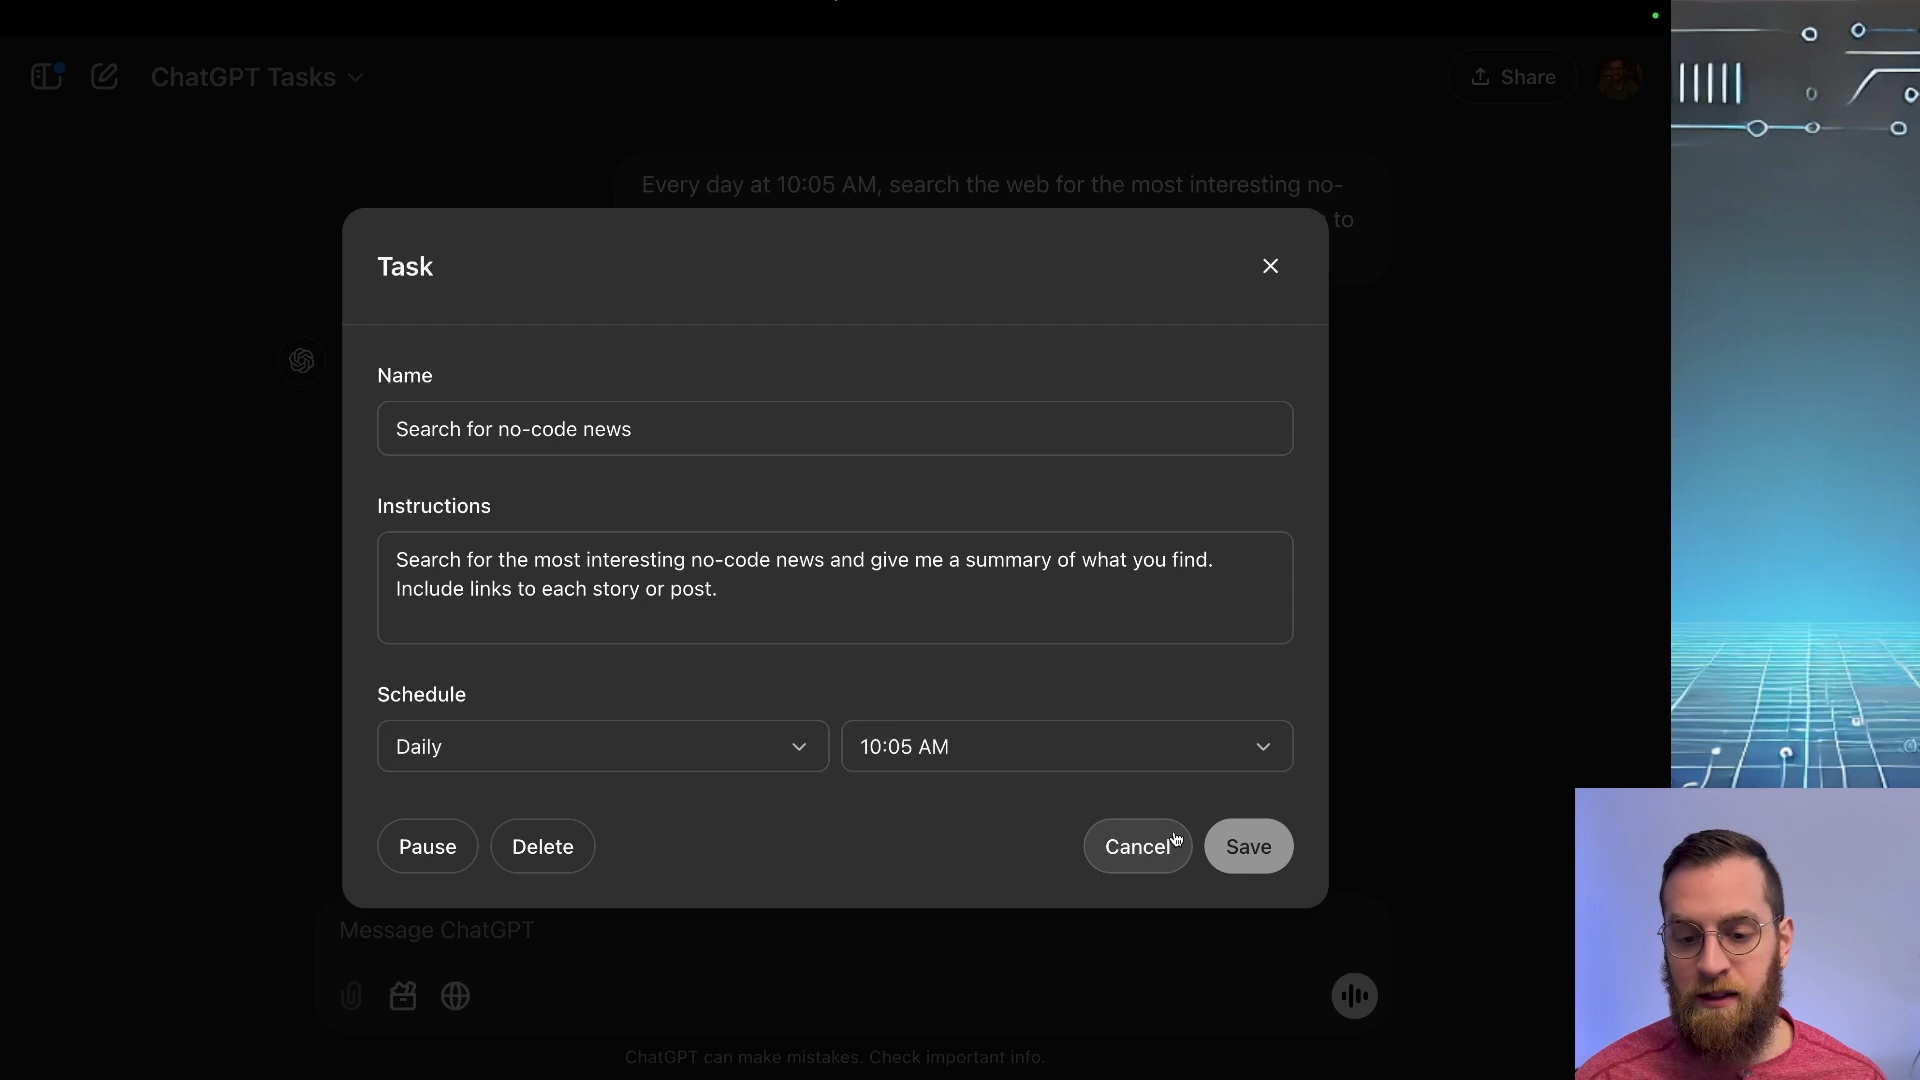 ChatGPT Tasks
Share
Every day at 10:05 AM, search the web for the most interesting no-
to
Task
Name
Search for no-code news
Instructions
Search for the most interesting no-code news and give me a summary of what you find.
Include links to each story or post.
Schedule
Daily
10:05 AM
Pause
Delete
Cancel
Save
Message ChatGPT
ChatGPT can make mistakes. Check important info.